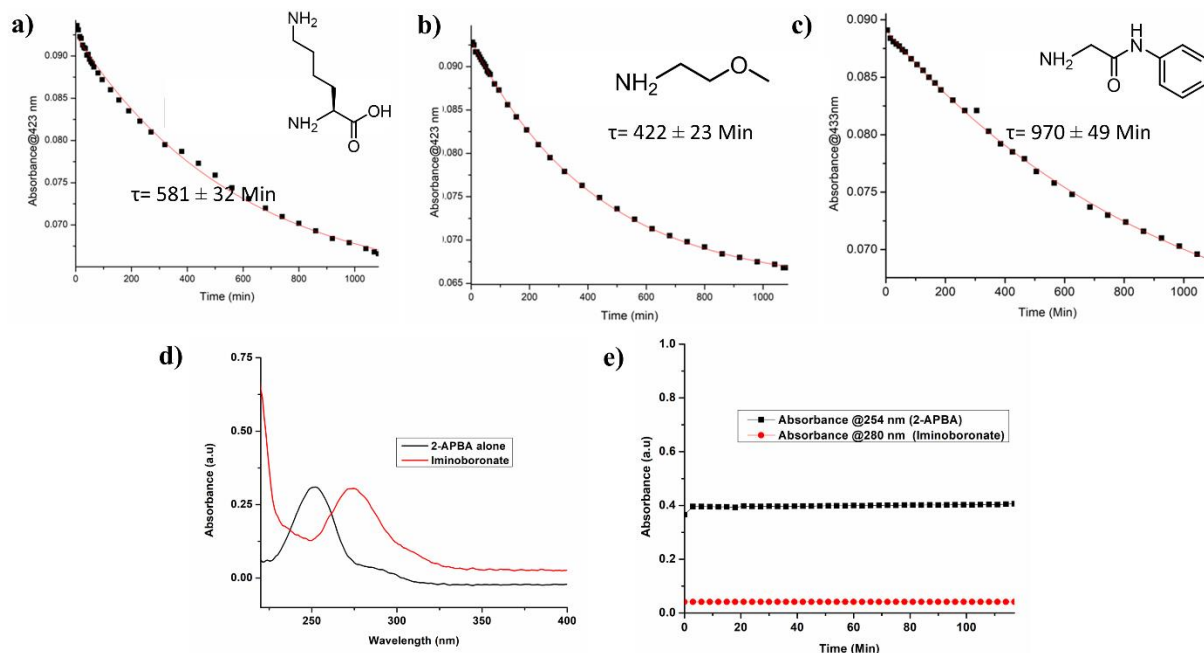 a)
0.090
0.085
0.080
0.075
0.070
Absorbance@423 nm
0
200
400
600
800
1000
Time (min)
NH2
NH2
OH
O
τ= 581 ± 32 Min
b)
0.095
0.090
0.085
0.080
0.075
0.070
0.065
Absorbance@423 nm
0
200
400
600
800
1000
Time (min)
NH2
O
τ= 422 ± 23 Min
c)
0.090
0.085
0.080
0.075
0.070
Absorbance@433nm
0
200
400
600
800
1000
Time (Min)
NH2
H
N
O
τ= 970 ± 49 Min
d)
0.75
0.50
0.25
0.00
Absorbance (a.u)
250
300
350
400
Wavelength (nm)
2-APBA alone
Iminoboronate
e)
1.0
0.8
0.6
0.4
0.2
0.0
Absorbance (a.u)
0
20
40
60
80
100
Time (Min)
Absorbance @254 nm (2-APBA)
Absorbance @280 nm (Iminoboronate)